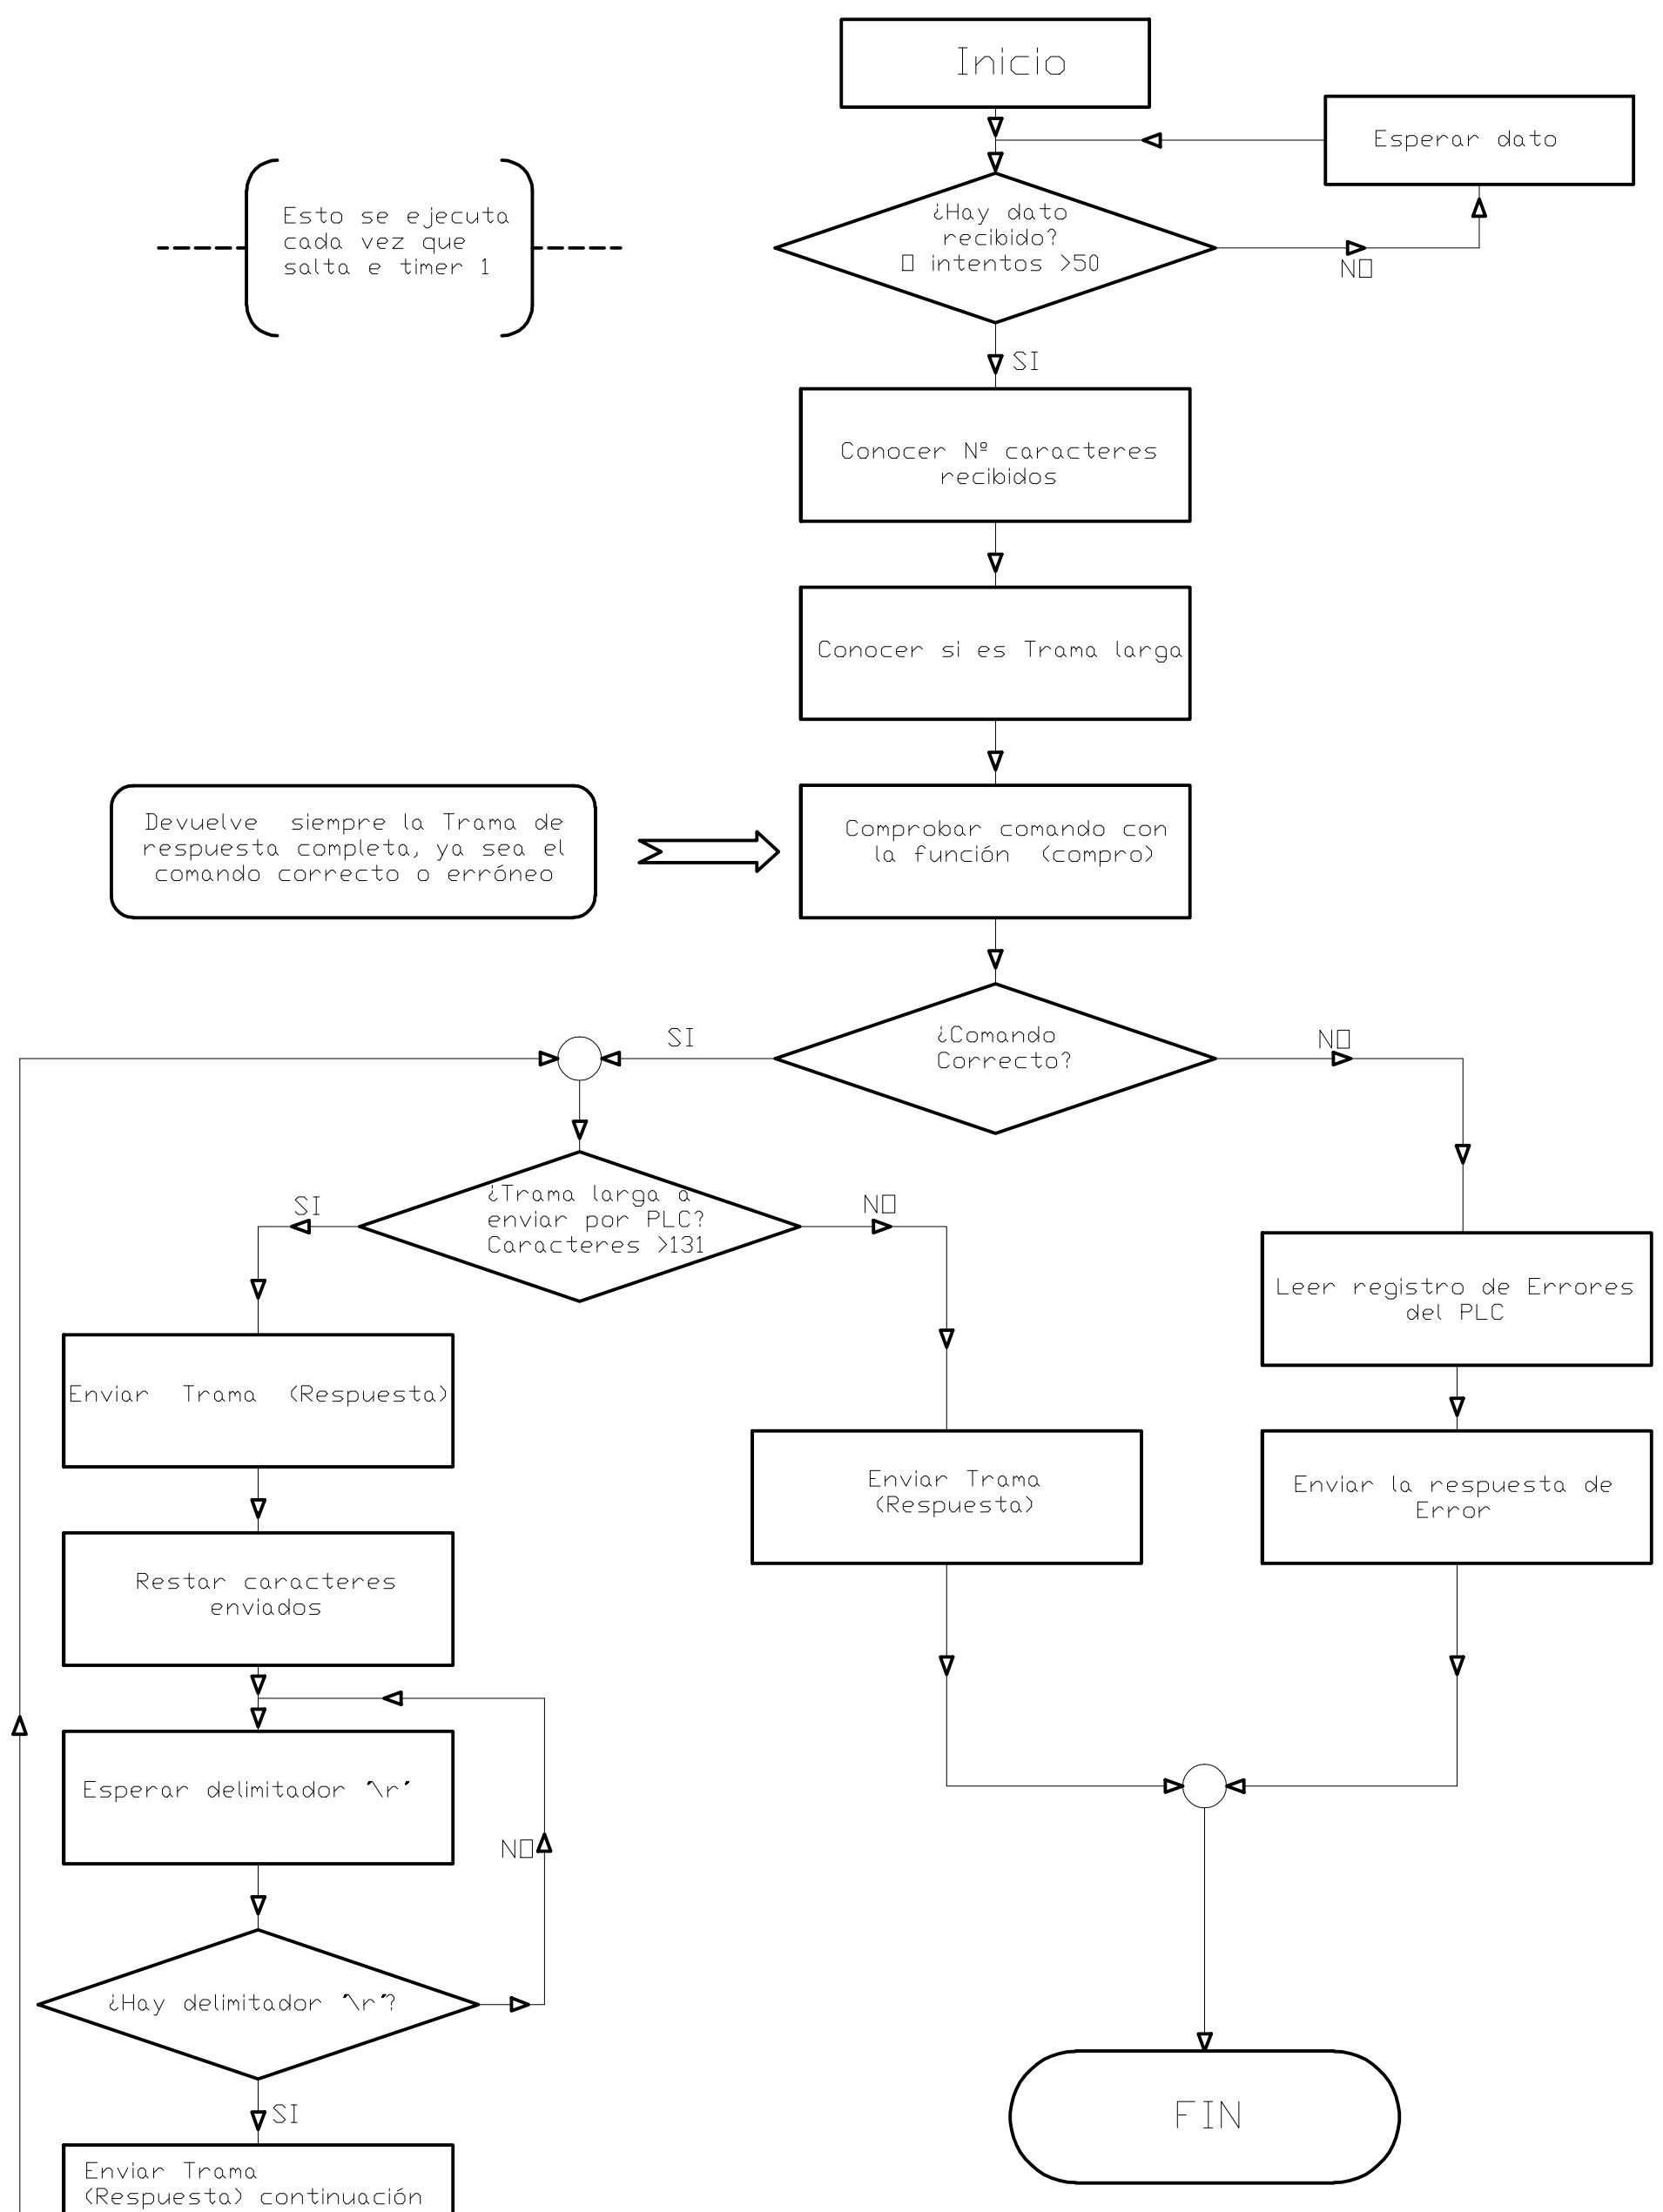 Inicio
Esperar dato
Esto se ejecuta
cada vez que
salta e timer 1
¿Hay dato
recibido?
O intentos >50
NO
SI
Conocer Nº caracteres
recibidos
Conocer si es Trama larga
Devuelve siempre la Trama de
respuesta completa, ya sea el
comando correcto o erróneo
Comprobar comando con
la función (compro)
¿Comando
Correcto?
SI
NO
¿Trama larga a
enviar por PLC?
Caracteres >131
SI
NO
Leer registro de Errores
del PLC
Enviar Trama (Respuesta)
Enviar Trama
(Respuesta)
Enviar la respuesta de
Error
Restar caracteres
enviados
Esperar delimitador '\r'
NO
¿Hay delimitador '\r'?
SI
FIN
Enviar Trama
(Respuesta) continuación